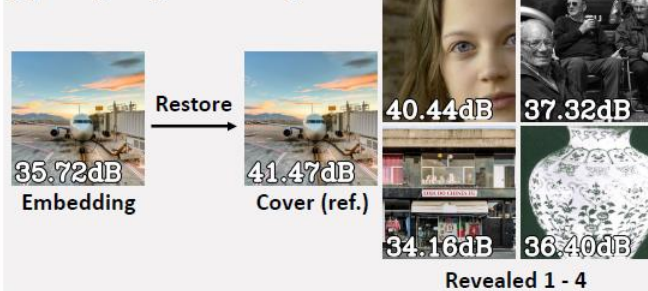 Restore
35.72dB
Embedding
41.47dB
Cover (ref.)
40.44dB
37.32dB
34.16dB
36.40dB
Revealed 1 - 4